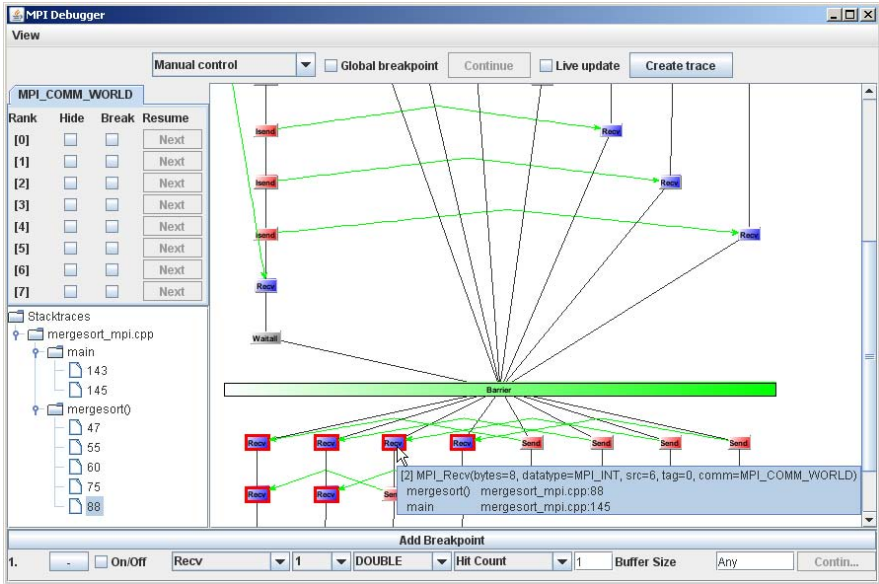 MPI Debugger
View
Manual control Global breakpoint Continue Live update Create trace
MPI_COMM_WORLD
Rank Hide Break Resume
[0] Next
[1] Next
[2] Next
[3] Next
[4] Next
[5] Next
[6] Next
[7] Next
Stacktraces
mergesort_mpi.cpp
main
143
145
mergesort()
47
55
60
75
88
Isend Recv
Isend Recv
Isend Recv
Recv
Waitall
Barrier
Recv Recv Recv Recv Send Send Send Send
Recv Recv
[2] MPI_Recv(bytes=8, datatype=MPI_INT, src=6, tag=0, comm=MPI_COMM_WORLD)
mergesort() mergesort_mpi.cpp:88
main mergesort_mpi.cpp:145
Add Breakpoint
1. - On/Off Recv 1 DOUBLE Hit Count 1 Buffer Size Any Contin...